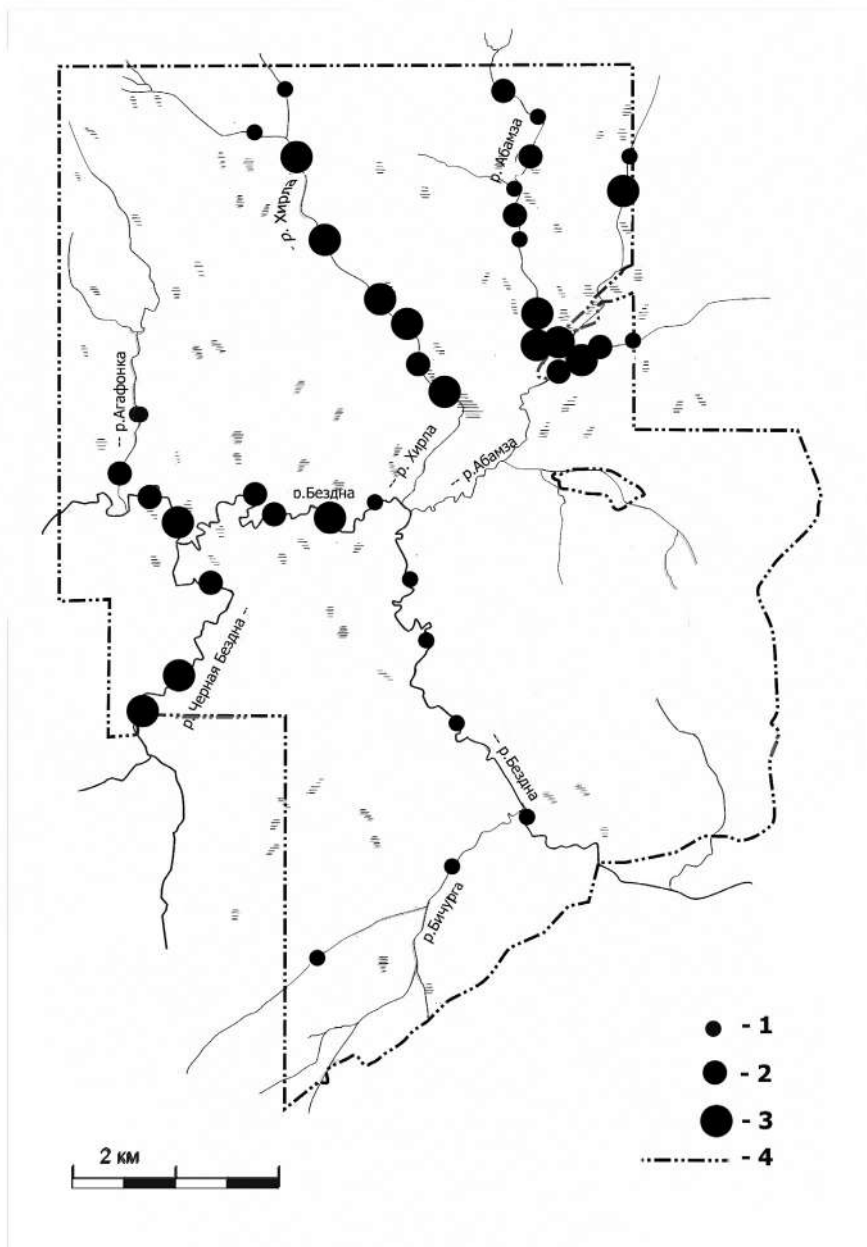 р. Абамза
- р. Хирла
-- р.Агафонка
-- р. Хирла
-- р.Абамза
р.Бездна
р. Черная Бездна --
-- р.Бездна
р.Бичурга
- 1
- 2
- 3
- 4
2 км